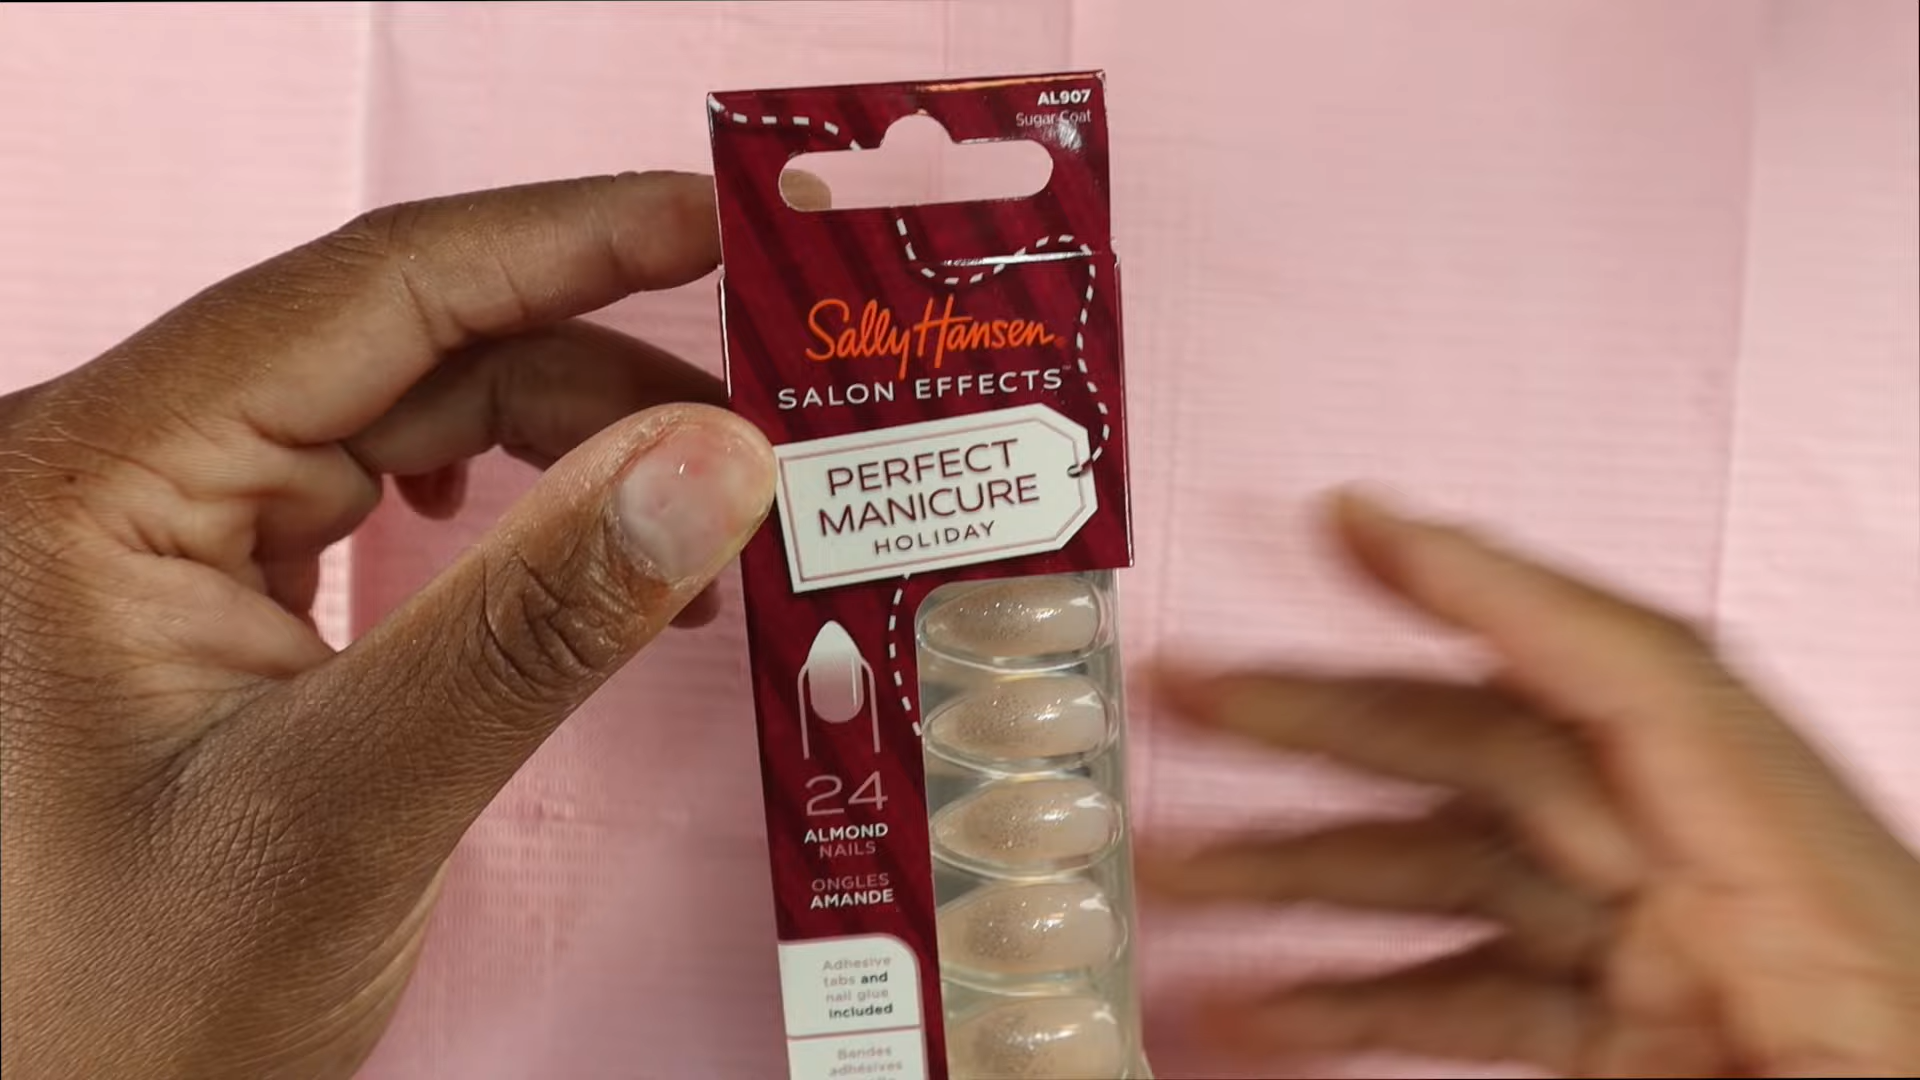 AL907
Sugar Coat
Sally Hansen
SALON EFFECTS™
PERFECT
MANICURE
HOLIDAY
24
ALMOND
NAILS
ONGLES
AMANDE
Adhesive
tabs and
nail glue
included
Bandes
adhésives